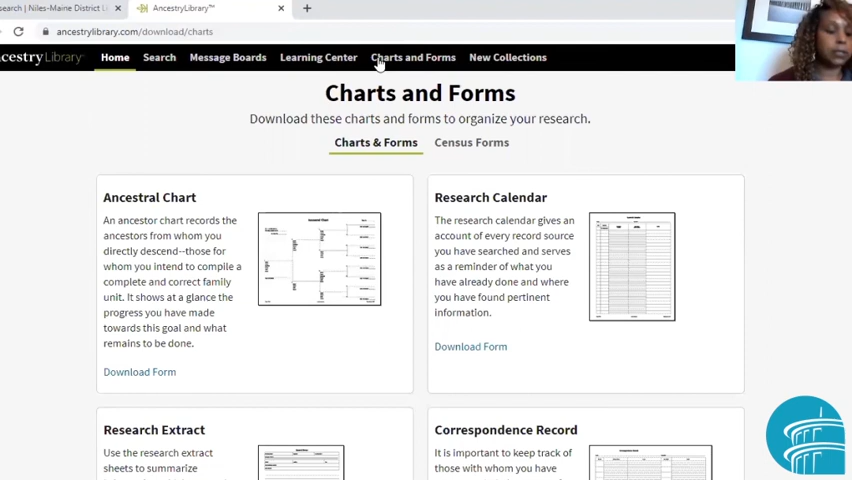 search | Niles-Maine District Li
AncestryLibrary™
ancestrylibrary.com/download/charts
ncestryLibrary
Home
Search
Message Boards
Learning Center
Charts and Forms
New Collections
Charts and Forms
Download these charts and forms to organize your research.
Charts & Forms
Census Forms
Ancestral Chart
An ancestor chart records the
ancestors from whom you
directly descend--those for
whom you intend to compile a
complete and correct family
unit. It shows at a glance the
progress you have made
towards this goal and what
remains to be done.
Download Form
Research Calendar
The research calendar gives an
account of every record source
you have searched and serves
as a reminder of what you
have already done and where
you have found pertinent
information.
Download Form
Research Extract
Use the research extract
sheets to summarize
Correspondence Record
It is important to keep track of
those with whom you have